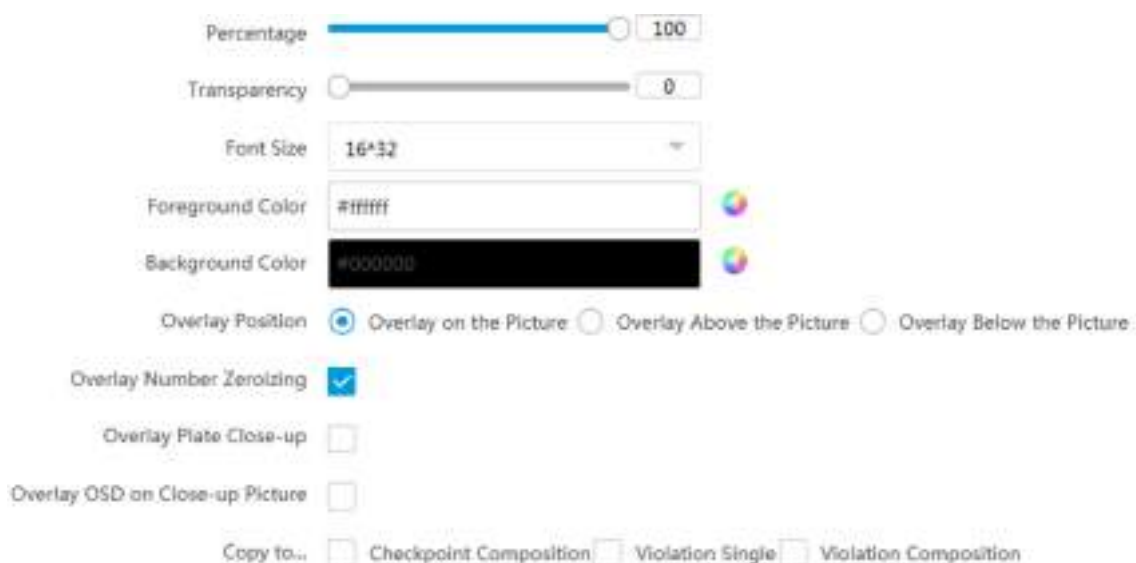 Percentage 100
Transparency 0
Font Size 16*32
Foreground Color #ffffff
Background Color #000000
Overlay Position Overlay on the Picture Overlay Above the Picture Overlay Below the Picture
Overlay Number Zeroizing
Overlay Plate Close-up
Overlay OSD on Close-up Picture
Copy to... Checkpoint Composition Violation Single Violation Composition